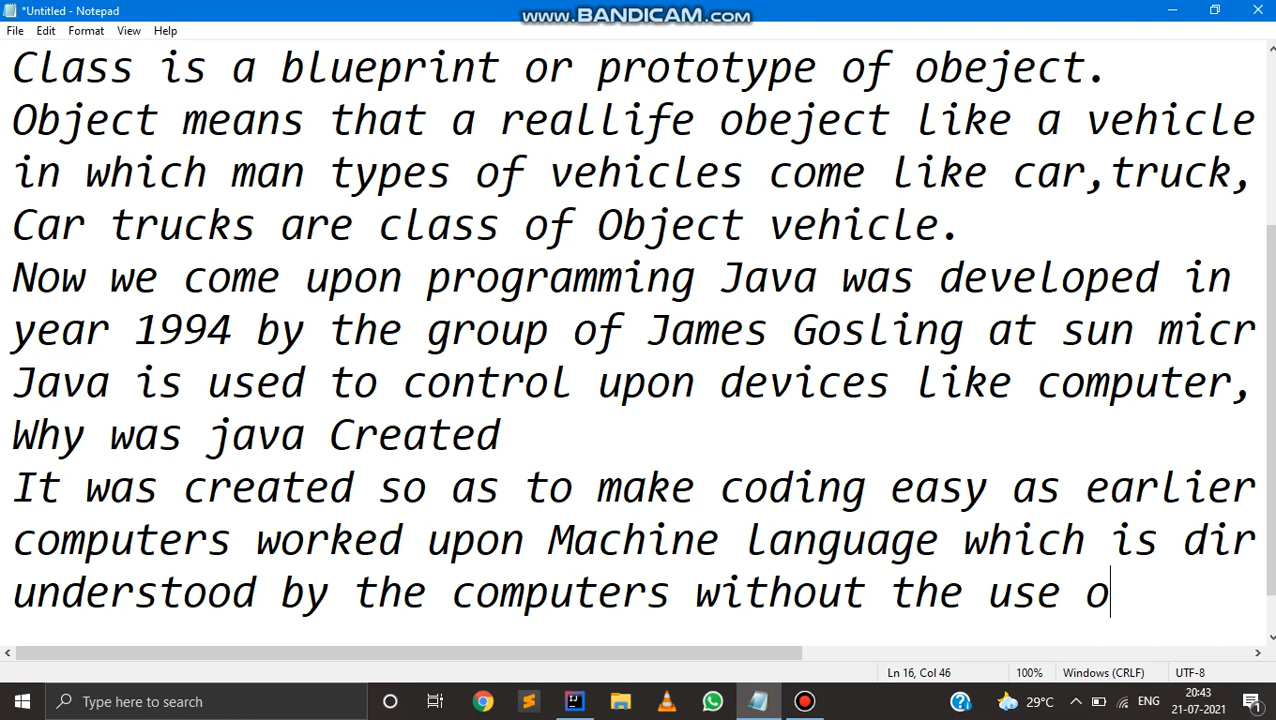 *Untitled - Notepad
www.BANDICAM.com
File Edit Format View Help
Class is a blueprint or prototype of obeject.
Object means that a reallife obeject like a vehicle
in which man types of vehicles come like car,truck,
Car trucks are class of Object vehicle.
Now we come upon programming Java was developed in
year 1994 by the group of James Gosling at sun micr
Java is used to control upon devices like computer,
Why was java Created
It was created so as to make coding easy as earlier
computers worked upon Machine language which is dir
understood by the computers without the use o
Ln 16, Col 46 100% Windows (CRLF) UTF-8
Type here to search 29°C ENG 20:43
21-07-2021
1